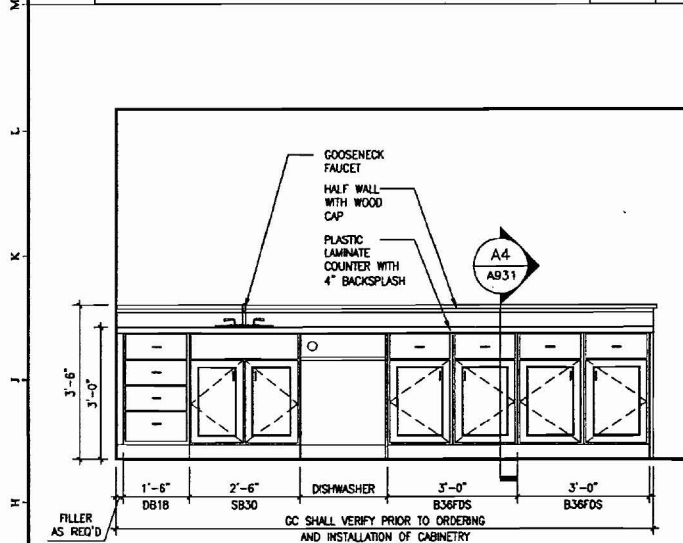 M
L
K
J
H
GOOSENECK
FAUCET
HALF WALL
WITH WOOD
CAP
PLASTIC
LAMINATE
COUNTER WITH
4" BACKSPLASH
A4
A931
3'-6"
3'-0"
1'-6"
2'-6"
DISHWASHER
3'-0"
3'-0"
DB18
SB30
B36FDS
B36FDS
FILLER
AS REQ'D
GC SHALL VERIFY PRIOR TO ORDERING
AND INSTALLATION OF CABINETRY